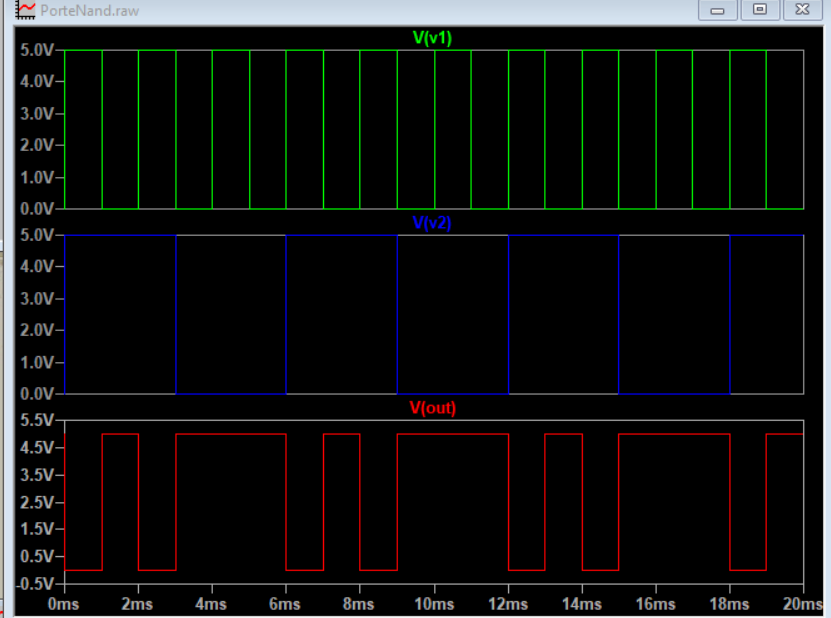 PorteNand.raw
V(v1)
5.0V
4.0V
3.0V
2.0V
1.0V
0.0V
V(v2)
5.0V
4.0V
3.0V
2.0V
1.0V
0.0V
V(out)
5.5V
4.5V
3.5V
2.5V
1.5V
0.5V
-0.5V
0ms 2ms 4ms 6ms 8ms 10ms 12ms 14ms 16ms 18ms 20ms